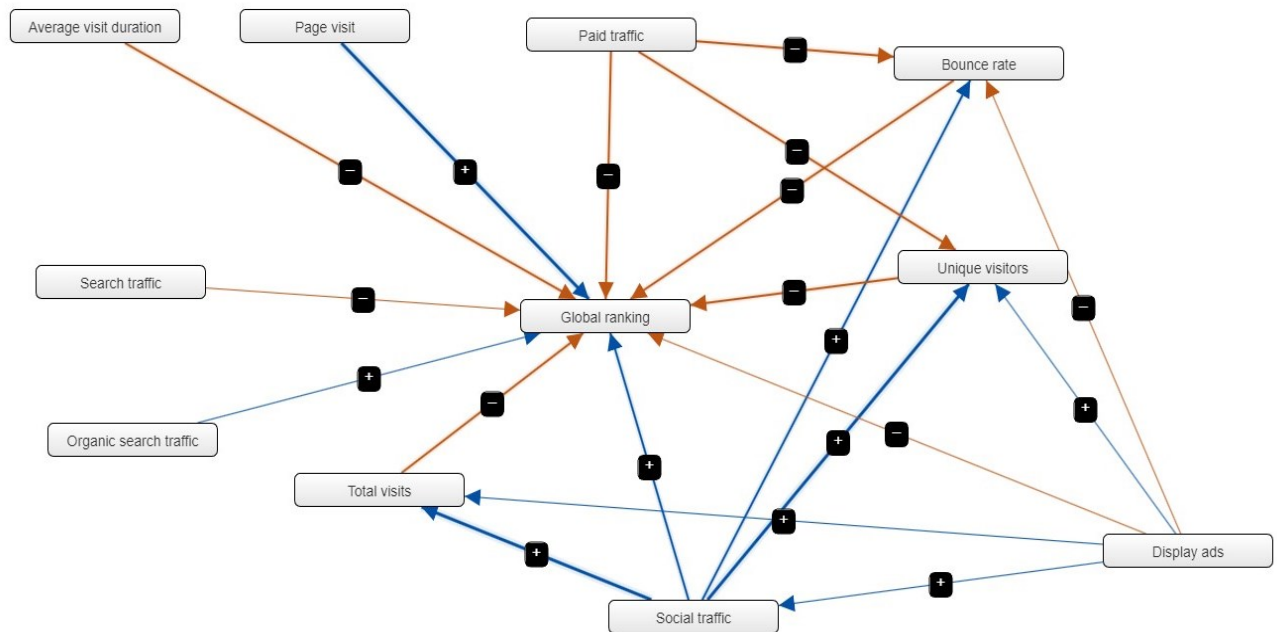 Average visit duration
Page visit
Paid traffic
−
Bounce rate
−
−
+
−
−
Search traffic
−
−
Unique visitors
−
Global ranking
+
+
−
Organic search traffic
−
+
+
−
+
Total visits
+
+
+
Display ads
+
Social traffic